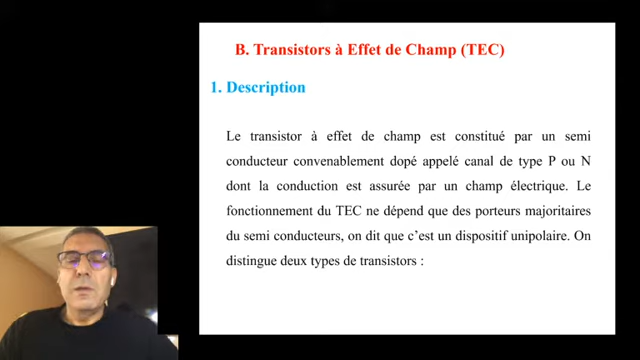 B. Transistors à Effet de Champ (TEC)
1. Description
Le transistor à effet de champ est constitué par un semi
conducteur convenablement dopé appelé canal de type P ou N
dont la conduction est assurée par un champ électrique. Le
fonctionnement du TEC ne dépend que des porteurs majoritaires
du semi conducteurs, on dit que c’est un dispositif unipolaire. On
distingue deux types de transistors :